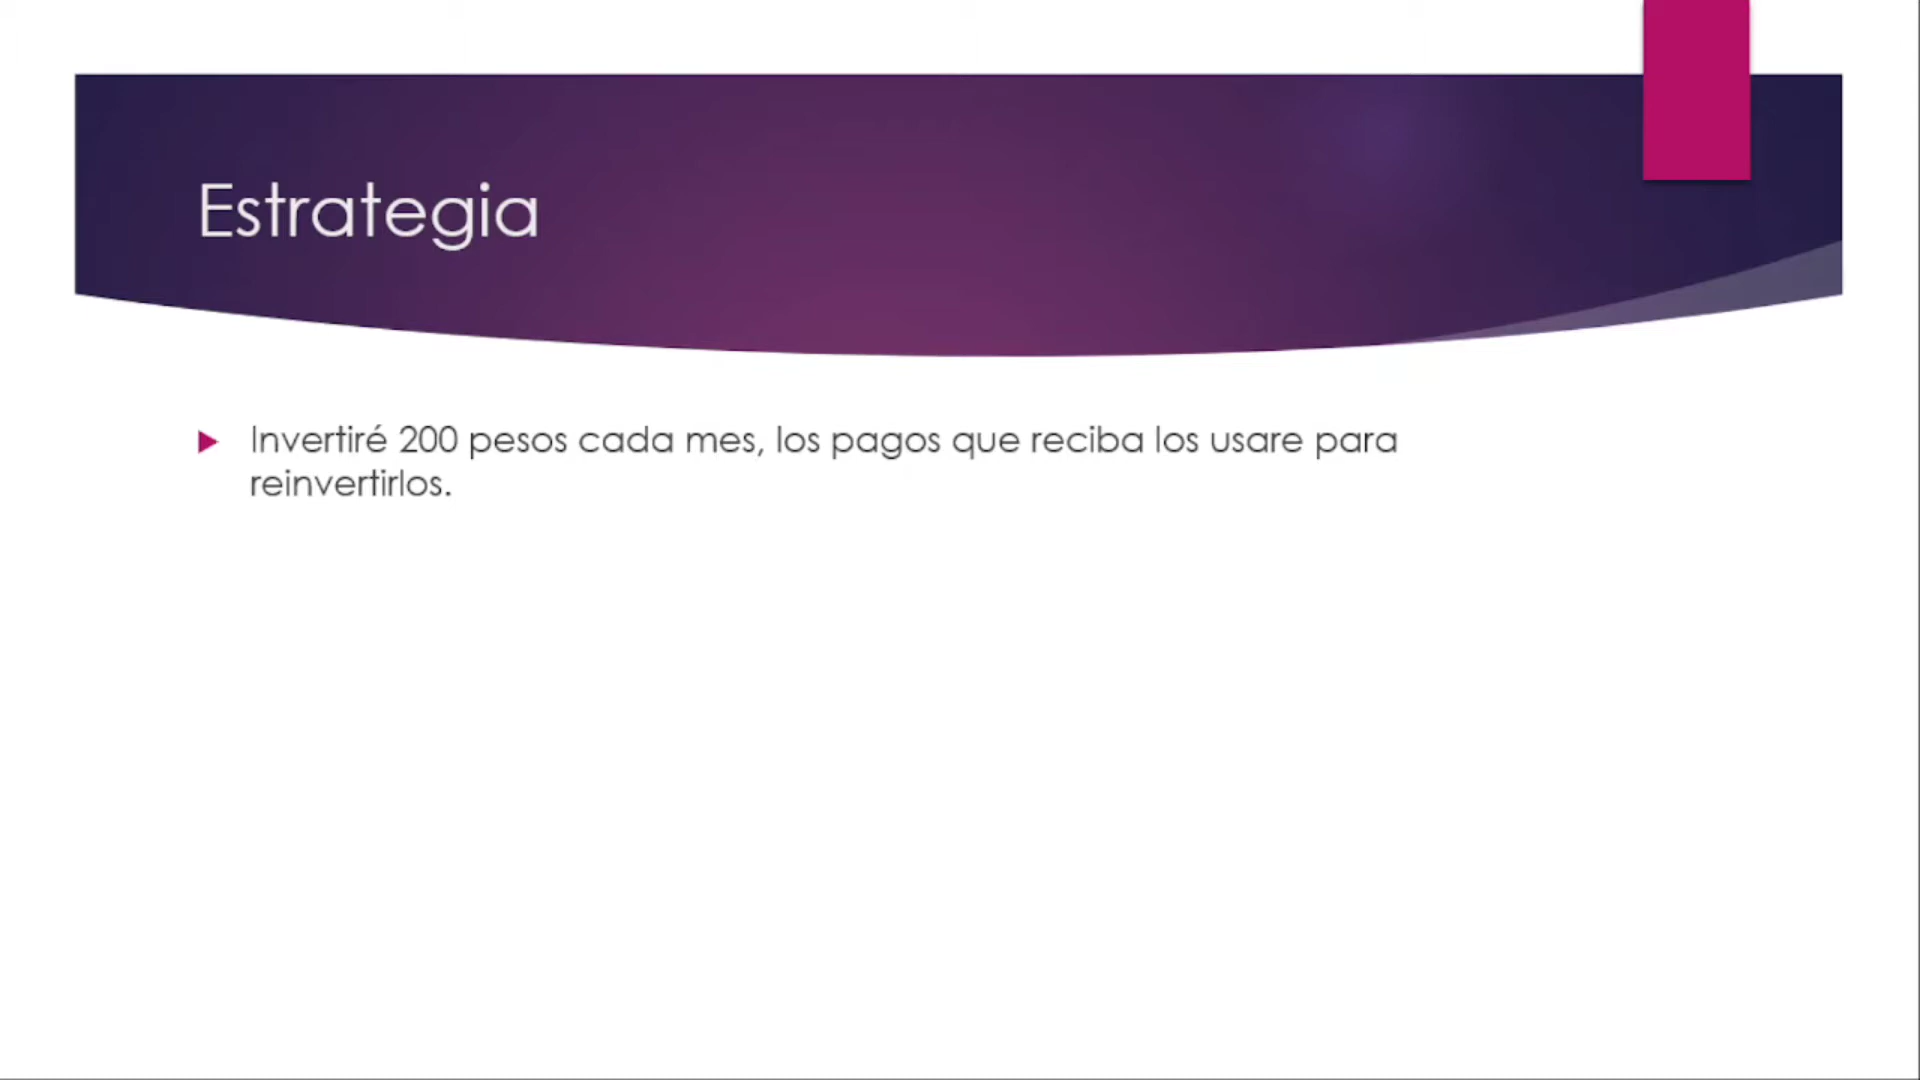 Estrategia
Invertiré 200 pesos cada mes, los pagos que reciba los usare para
reinvertirlos.